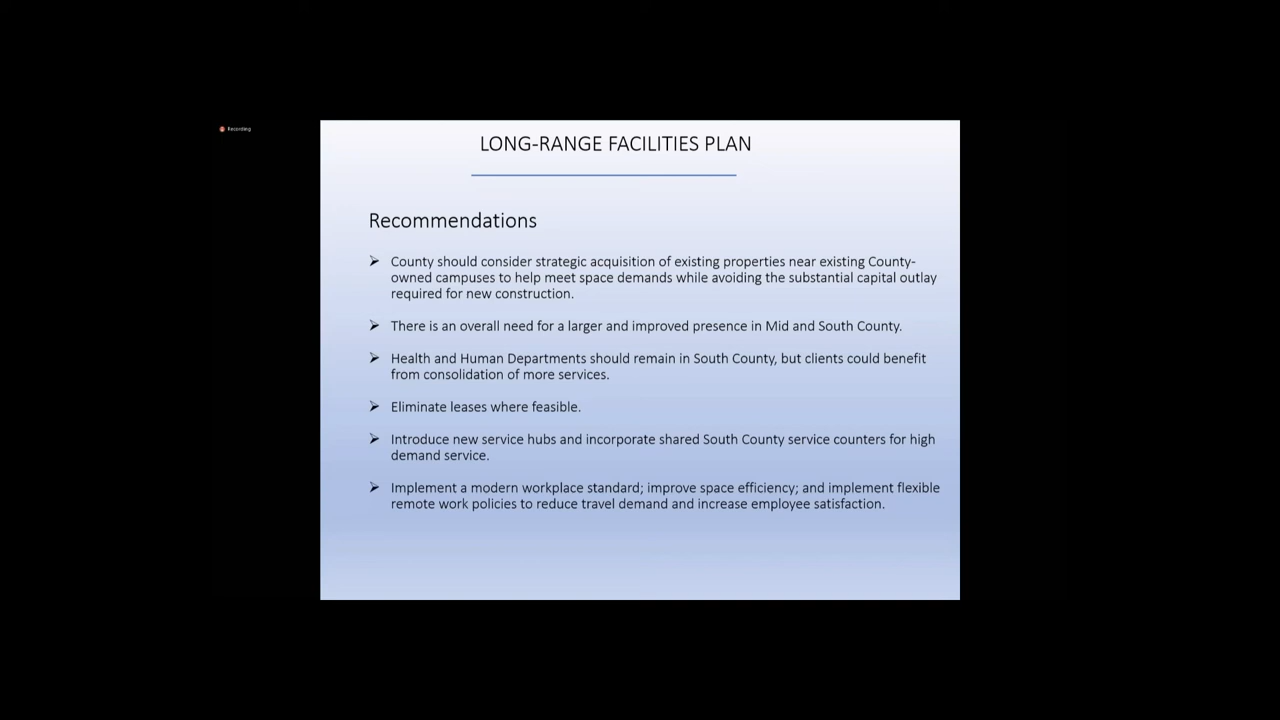 Recording
LONG-RANGE FACILITIES PLAN
Recommendations
➢ County should consider strategic acquisition of existing properties near existing County-
owned campuses to help meet space demands while avoiding the substantial capital outlay
required for new construction.
➢ There is an overall need for a larger and improved presence in Mid and South County.
➢ Health and Human Departments should remain in South County, but clients could benefit
from consolidation of more services.
➢ Eliminate leases where feasible.
➢ Introduce new service hubs and incorporate shared South County service counters for high
demand service.
➢ Implement a modern workplace standard; improve space efficiency; and implement flexible
remote work policies to reduce travel demand and increase employee satisfaction.